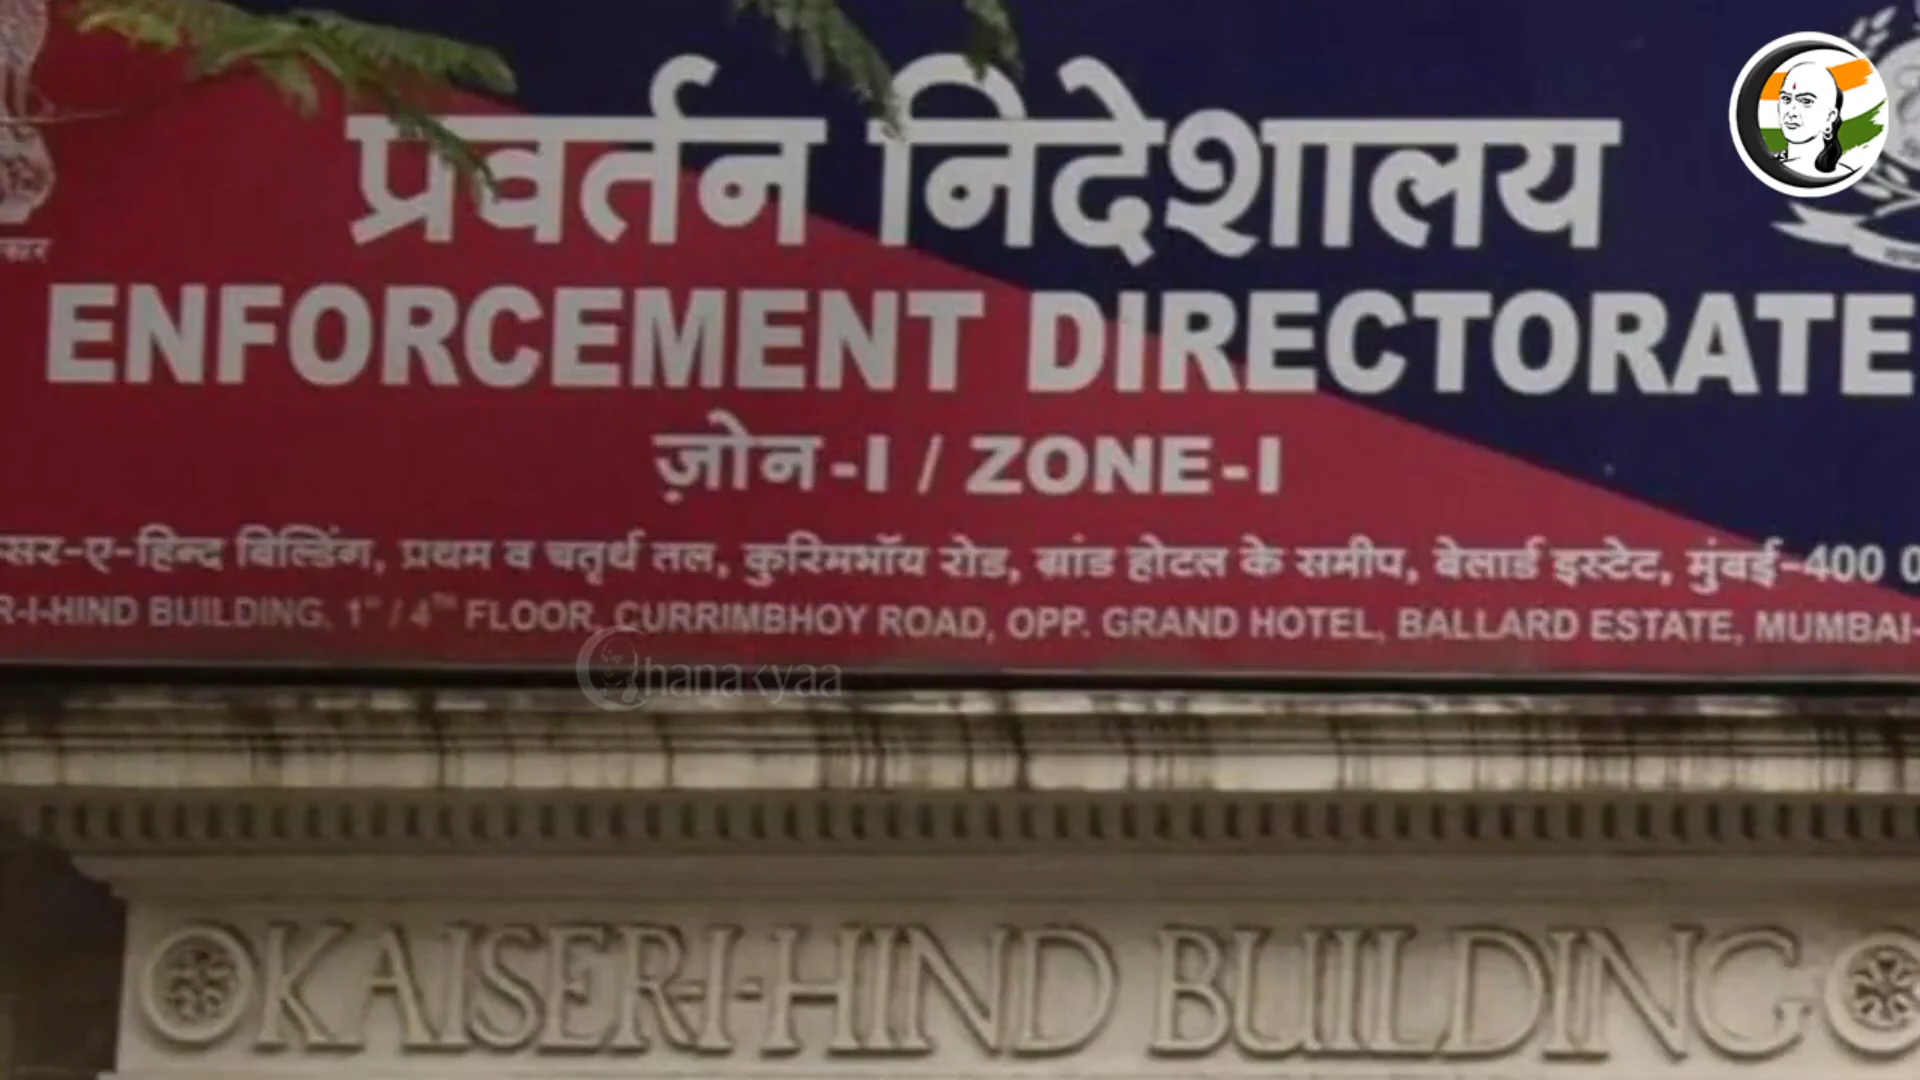 प्रवर्तन निदेशालय
ENFORCEMENT DIRECTORATE
ज़ोन-I / ZONE-I
सर-ए-हिन्द बिल्डिंग, प्रथम व चतुर्थ तल, कुरिमभॉय रोड, ग्रांड होटल के समीप, बेलार्ड इस्टेट, मुंबई-400 0
R-I-HIND BUILDING, 1ST / 4TH FLOOR, CURRIMBHOY ROAD, OPP. GRAND HOTEL, BALLARD ESTATE, MUMBAI-
Chanakyaa
KAISER-I-HIND BUILDING